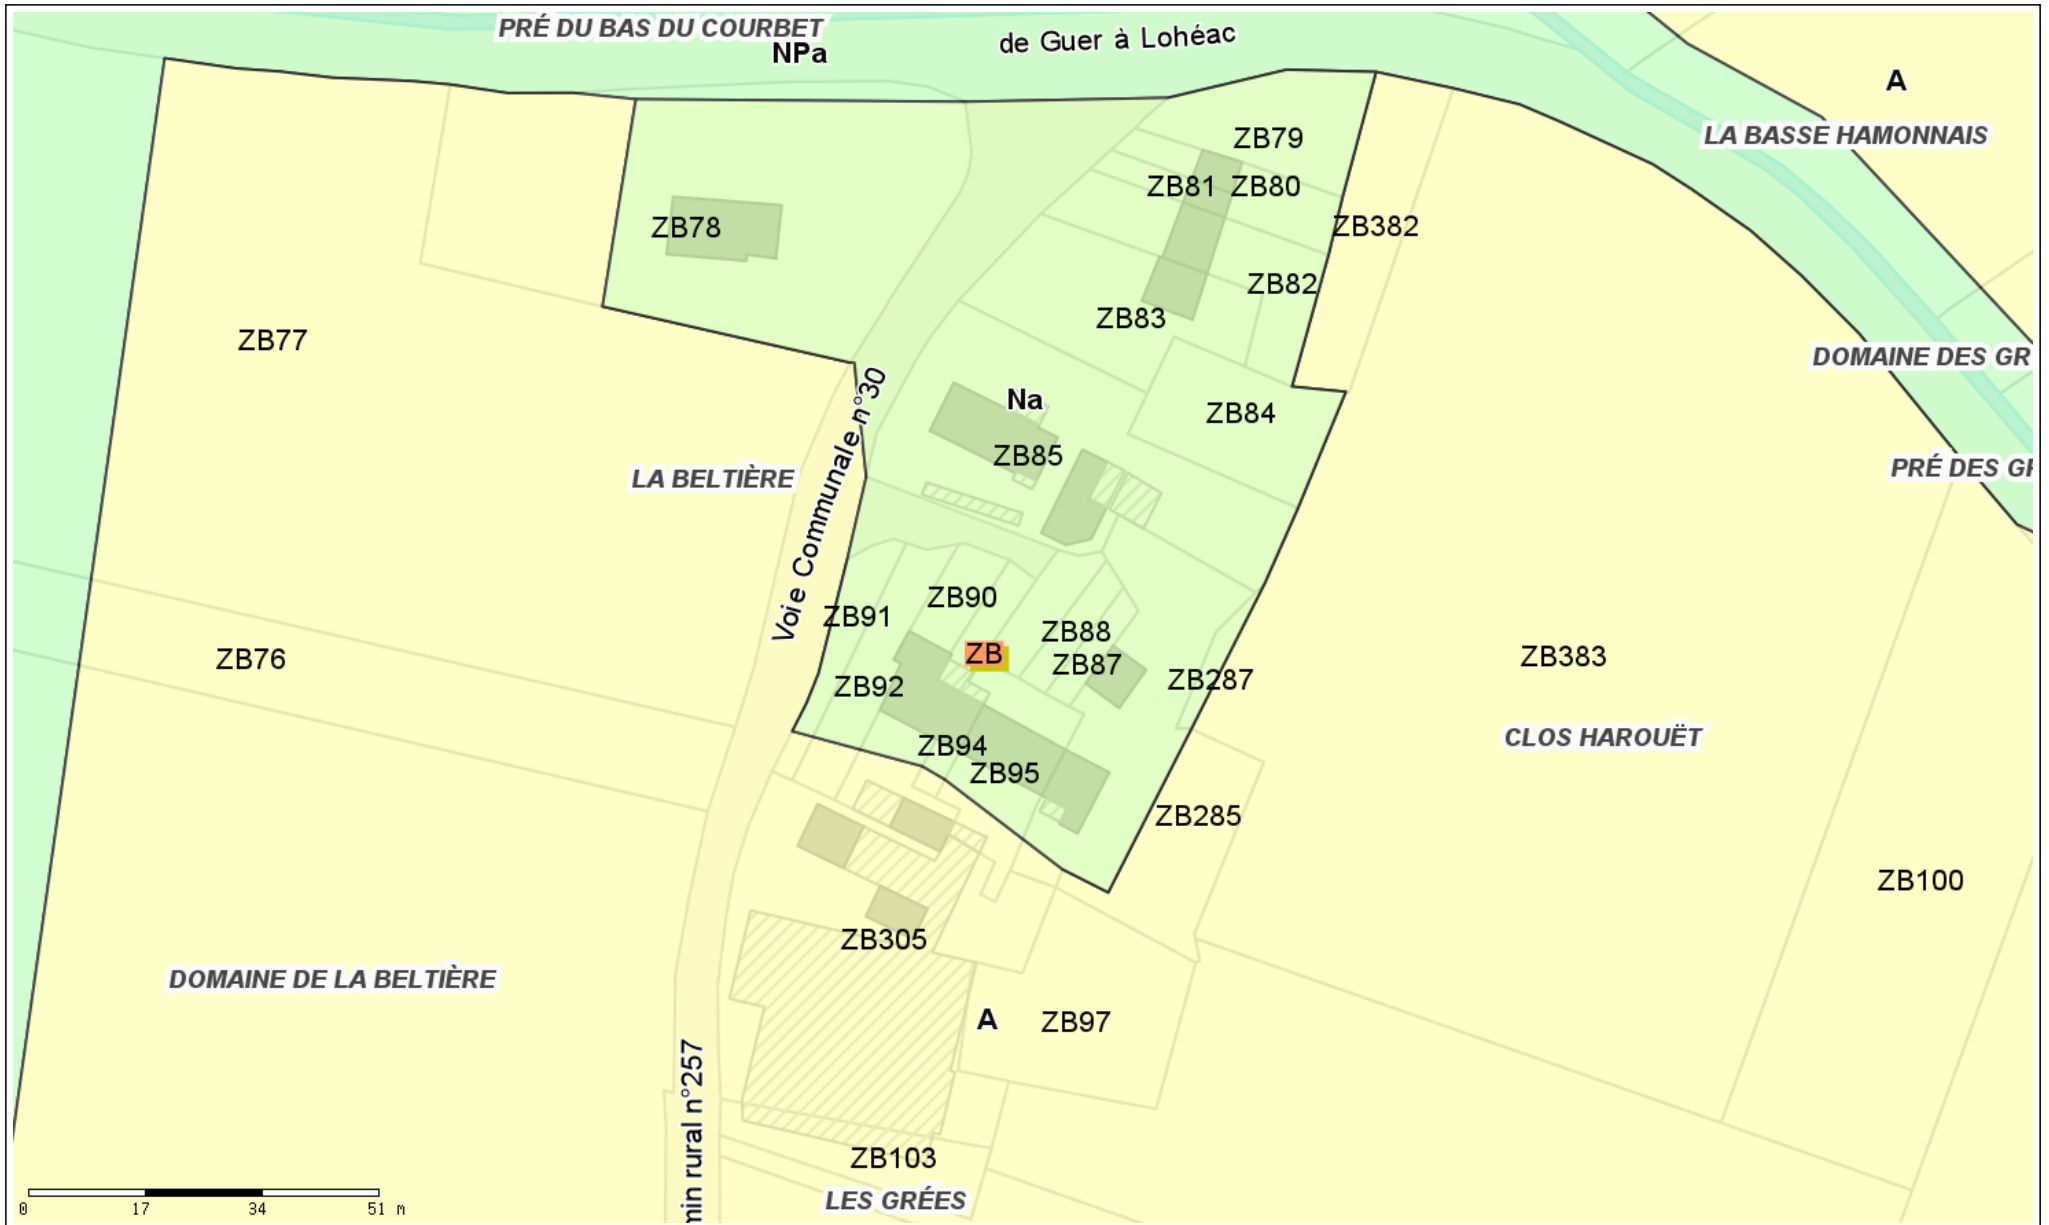 PRÉ DU BAS DU COURBET
NPa
de Guer à Lohéac
A
LA BASSE HAMONNAIS
ZB79
ZB81
ZB80
ZB78
ZB382
ZB82
ZB83
ZB77
DOMAINE DES GR
Na
ZB84
Voie Communale n°30
ZB85
LA BELTIÈRE
PRÉ DES GR
ZB90
ZB91
ZB88
ZB
ZB87
ZB76
ZB383
ZB92
ZB287
CLOS HAROUËT
ZB94
ZB95
ZB285
ZB100
ZB305
DOMAINE DE LA BELTIÈRE
A
ZB97
min rural n°257
ZB103
LES GRÉES
0 17 34 51 m